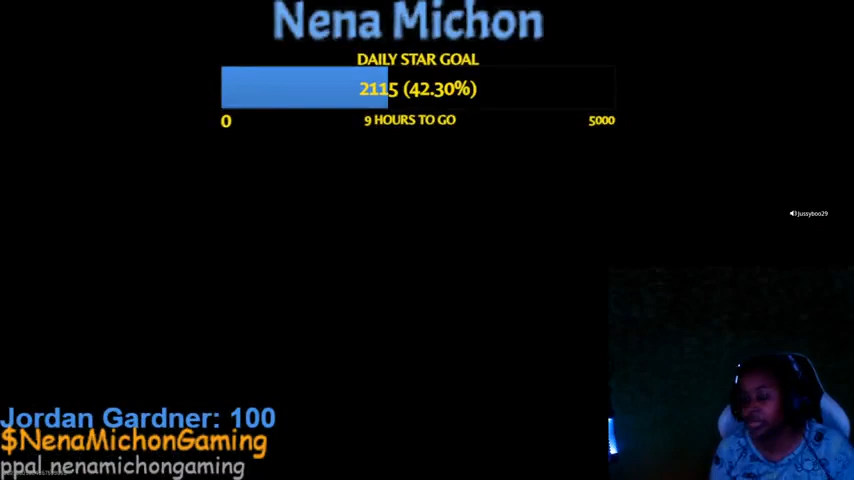 Nena Michon
DAILY STAR GOAL
2115 (42.30%)
0 9 HOURS TO GO 5000
Jussyboo29
Jordan Gardner: 100
$NenaMichonGaming
ppal nenamichongaming